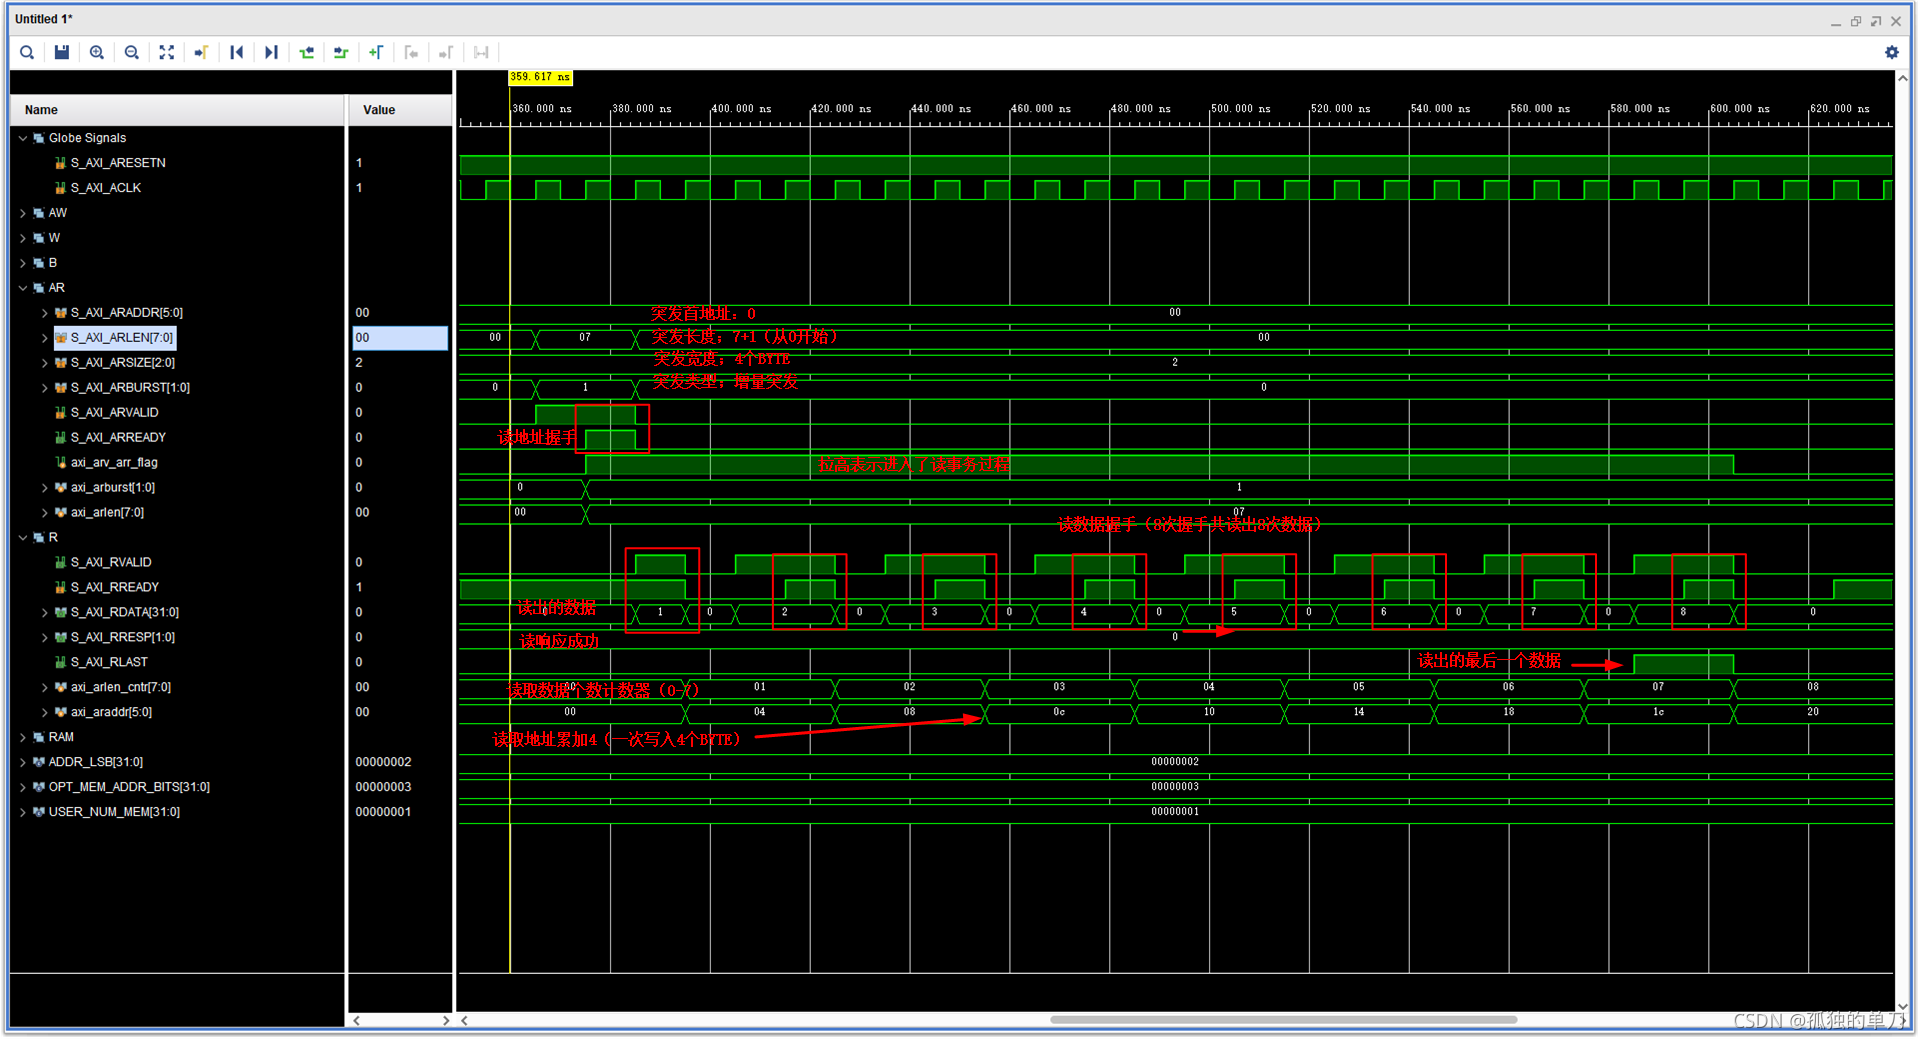 Untitled 1*
359.617 ns
Name Value
360.000 ns 380.000 ns 400.000 ns 420.000 ns 440.000 ns 460.000 ns 480.000 ns 500.000 ns 520.000 ns 540.000 ns 560.000 ns 580.000 ns 600.000 ns 620.000 ns
Globe Signals
S_AXI_ARESETN 1
S_AXI_ACLK 1
AW
W
B
AR
S_AXI_ARADDR[5:0] 00 突发首地址：0 00
S_AXI_ARLEN[7:0] 00 00 07 突发长度；7+1（从0开始） 00
S_AXI_ARSIZE[2:0] 2 突发宽度；4个BYTE 2
S_AXI_ARBURST[1:0] 0 0 1 突发类型；增量突发 0
S_AXI_ARVALID 0
S_AXI_ARREADY 0 读地址握手
axi_arv_arr_flag 0 拉高表示进入了读事务过程
axi_arburst[1:0] 0 0 1
axi_arlen[7:0] 00 00 07
读数据握手（8次握手共读出8次数据）
R
S_AXI_RVALID 0
S_AXI_RREADY 1
S_AXI_RDATA[31:0] 0 读出的数据 0 1 0 2 0 3 0 4 0 5 0 6 0 7 0 8 0
S_AXI_RRESP[1:0] 0 读响应成功 0
S_AXI_RLAST 0 读出的最后一个数据
axi_arlen_cntr[7:0] 00 读取数据个数计数器（0-7） 00 01 02 03 04 05 06 07 08
axi_araddr[5:0] 00 00 04 08 0c 10 14 18 1c 20
RAM 读取地址累加4（一次写入4个BYTE）
ADDR_LSB[31:0] 00000002 00000002
OPT_MEM_ADDR_BITS[31:0] 00000003 00000003
USER_NUM_MEM[31:0] 00000001 00000001
CSDN @孤独的单刀